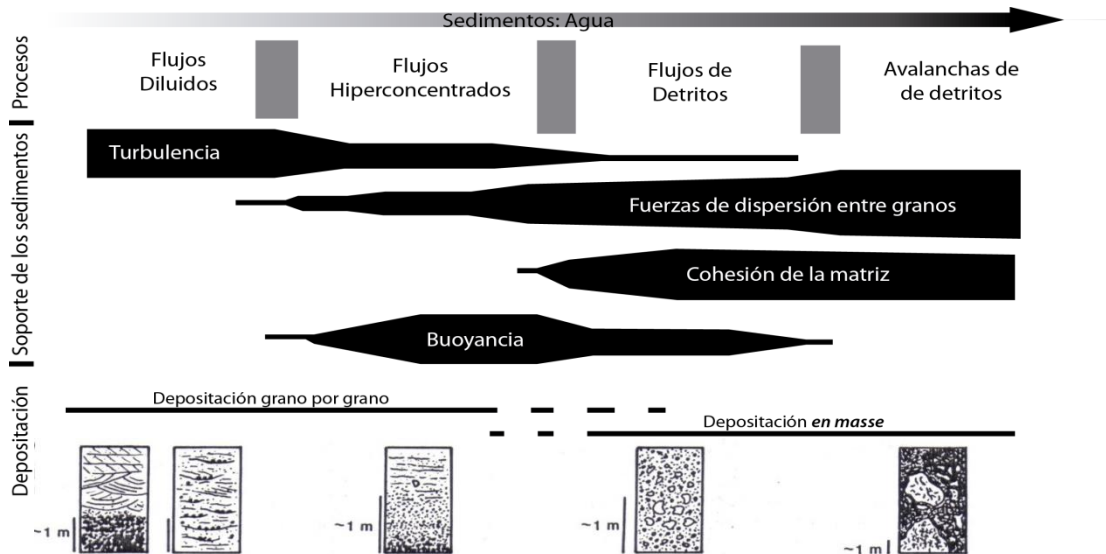 Sedimentos: Agua
Procesos
Flujos
Diluidos
Flujos
Hiperconcentrados
Flujos de
Detritos
Avalanchas de
de detritos
Soporte de los sedimentos
Turbulencia
Fuerzas de dispersión entre granos
Cohesión de la matriz
Buoyancia
Depositación
Depositación grano por grano
Depositación en masse
~1 m
~1 m
~1 m
~1 m